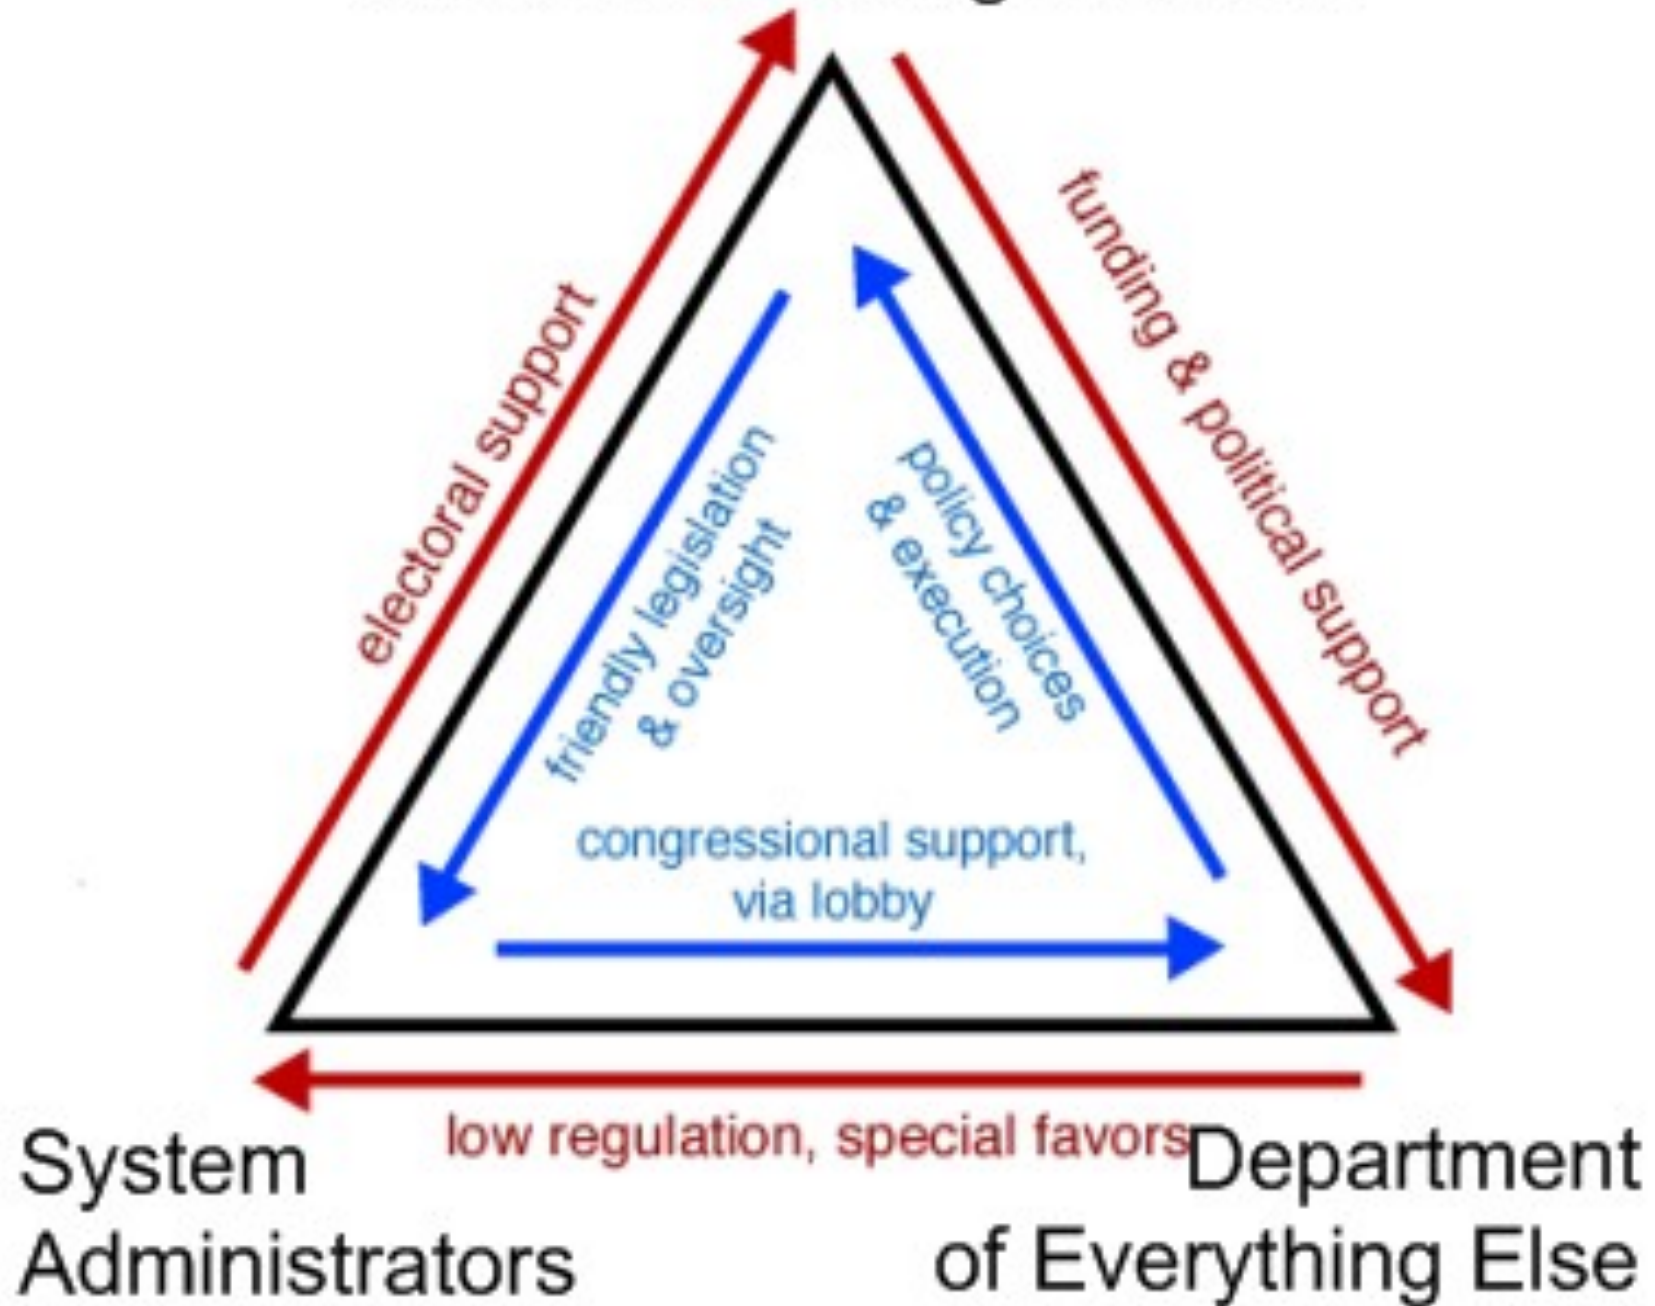 electoral support
funding & political support
friendly legislation
& oversight
policy choices
& execution
congressional support,
via lobby
low regulation, special favors
System
Administrators
Department
of Everything Else